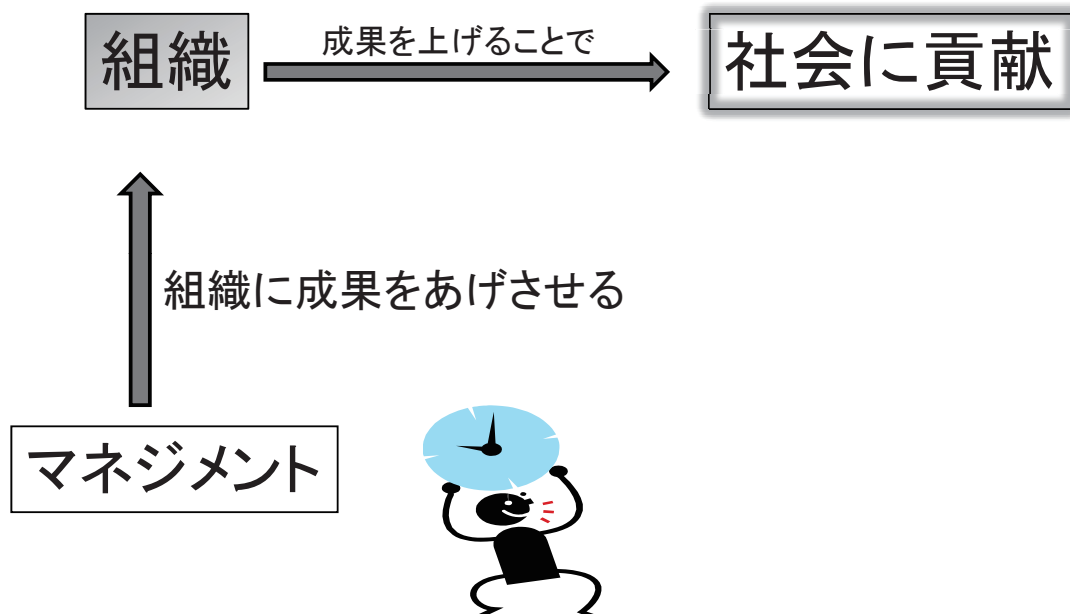 組織
成果を上げることで
社会に貢献
組織に成果をあげさせる
マネジメント